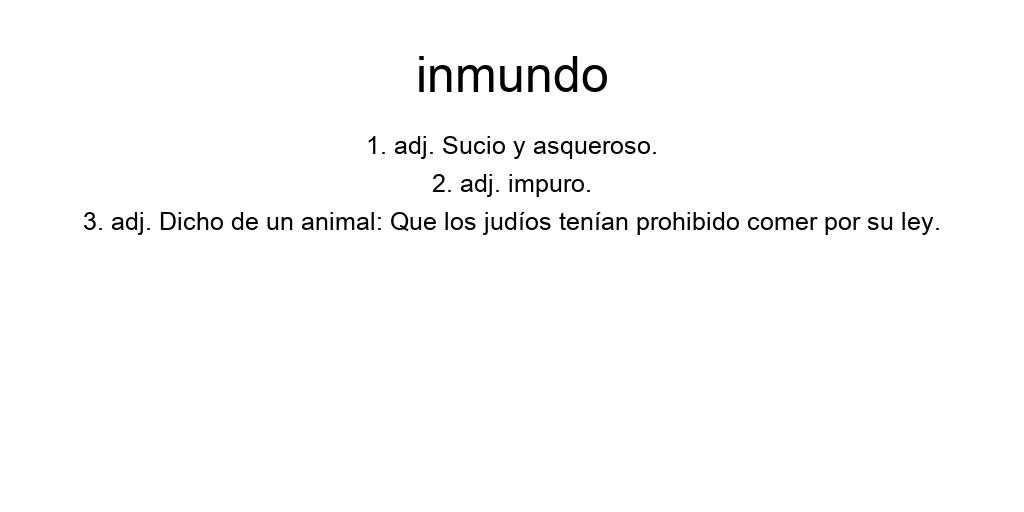 inmundo
1. adj. Sucio y asqueroso.
2. adj. impuro.
3. adj. Dicho de un animal: Que los judíos tenían prohibido comer por su ley.